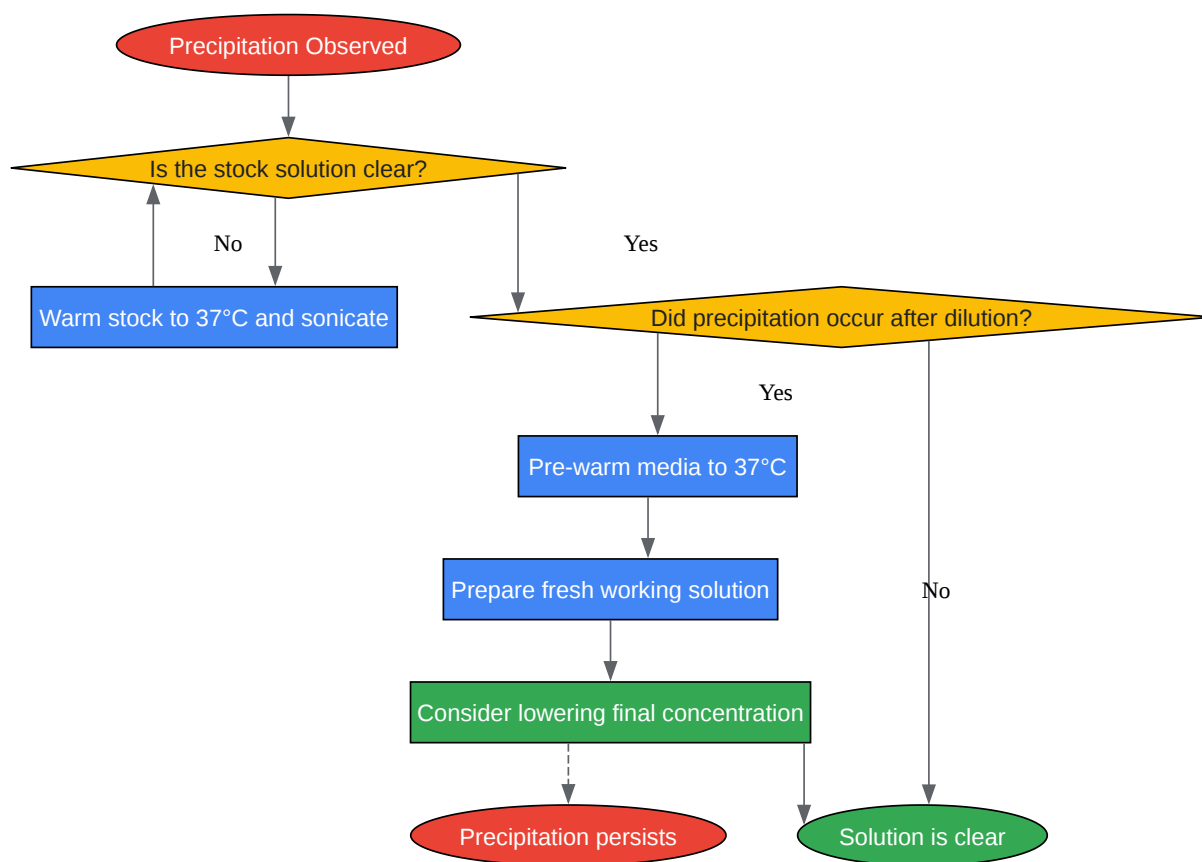 Precipitation Observed
Is the stock solution clear?
No
Yes
Warm stock to 37°C and sonicate
Did precipitation occur after dilution?
Yes
Pre-warm media to 37°C
Prepare fresh working solution
No
Consider lowering final concentration
Precipitation persists
Solution is clear